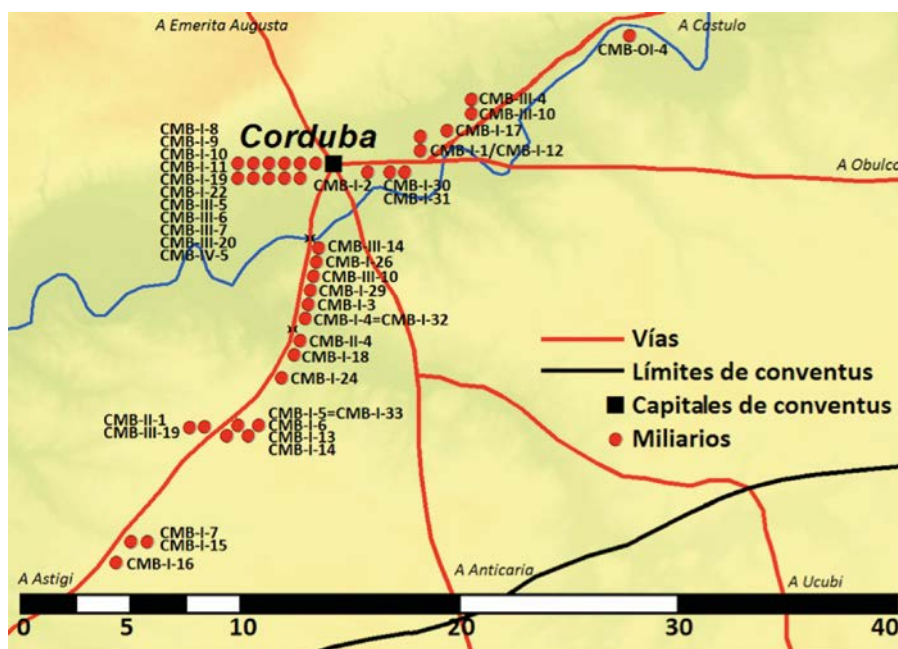 A Emerita Augusta
A Castulo
CMB-OI-4
CMB-III-4
CMB-III-10
CMB-I-17
CMB-I-1/CMB-I-12
Corduba
CMB-I-8
CMB-I-9
CMB-I-10
CMB-I-11
CMB-I-19
CMB-I-22
CMB-III-5
CMB-III-6
CMB-III-7
CMB-III-20
CMB-IV-5
CMB-I-2
CMB-I-30
CMB-I-31
A Obulco
CMB-III-14
CMB-I-26
CMB-III-10
CMB-I-29
CMB-I-3
CMB-I-4=CMB-I-32
CMB-II-4
CMB-I-18
CMB-I-24
CMB-II-1
CMB-III-19
CMB-I-5=CMB-I-33
CMB-I-6
CMB-I-13
CMB-I-14
Vías
Límites de conventus
Capitales de conventus
Miliarios
CMB-I-7
CMB-I-15
CMB-I-16
A Astigi
A Anticaria
A Ucubi
0 5 10 20 30 40